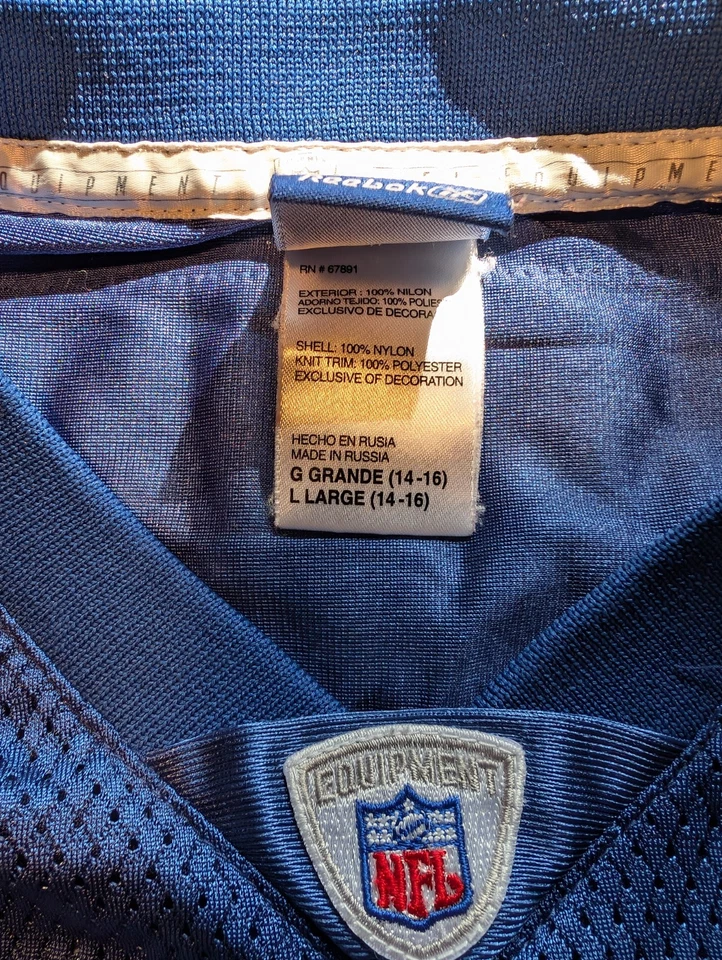 QUIPMENT
EQUIPME
Reebok
RN # 67891
EXTERIOR : 100% NILON
ADORNO TEJIDO: 100% POLIES
EXCLUSIVO DE DECORA
SHELL: 100% NYLON
KNIT TRIM: 100% POLYESTER
EXCLUSIVE OF DECORATION
HECHO EN RUSIA
MADE IN RUSSIA
G GRANDE (14-16)
L LARGE (14-16)
EQUIPMENT
NFL